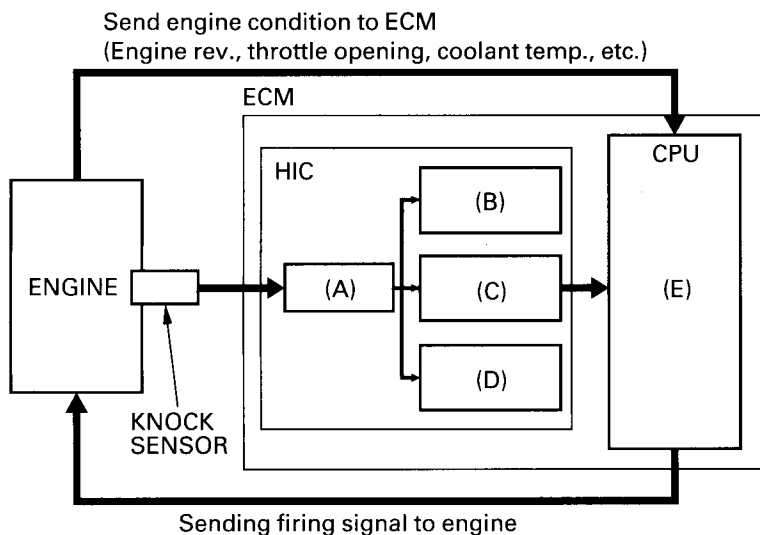 Send engine condition to ECM
(Engine rev., throttle opening, coolant temp., etc.)
ECM
CPU
HIC
(B)
ENGINE
(A)
(C)
(E)
(D)
KNOCK
SENSOR
Sending firing signal to engine